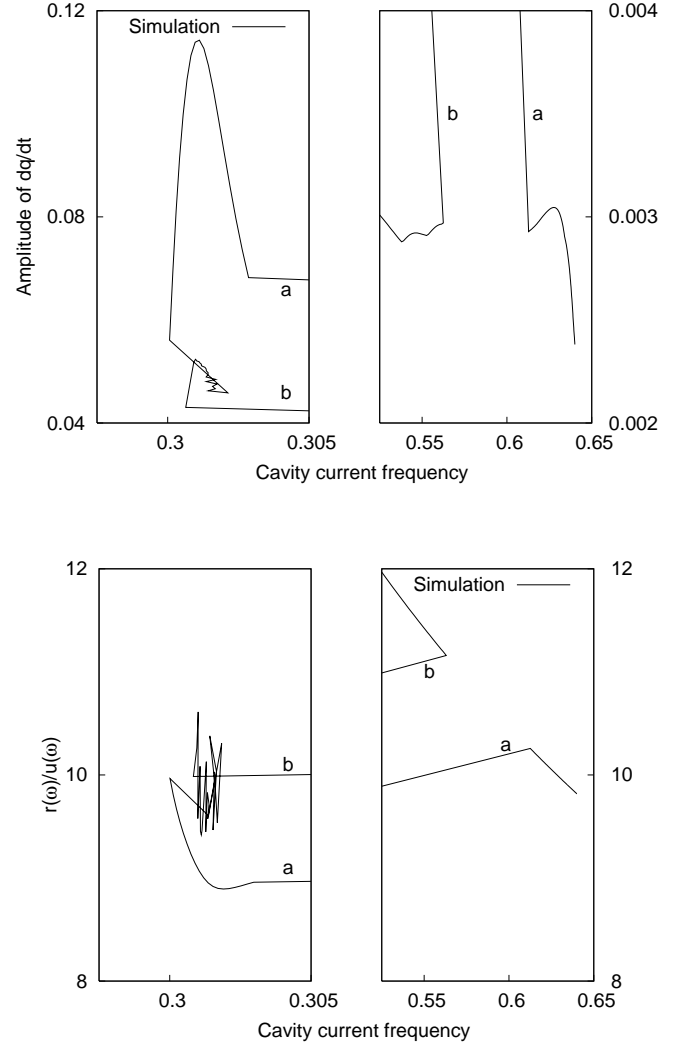 0.12
0.08
0.04
Amplitude of dq/dt
Simulation
a
b
0.3
0.305
b
a
0.004
0.003
0.002
0.55
0.6
0.65
Cavity current frequency
12
10
8
r(ω)/u(ω)
b
a
0.3
0.305
Simulation
b
a
12
10
8
0.55
0.6
0.65
Cavity current frequency